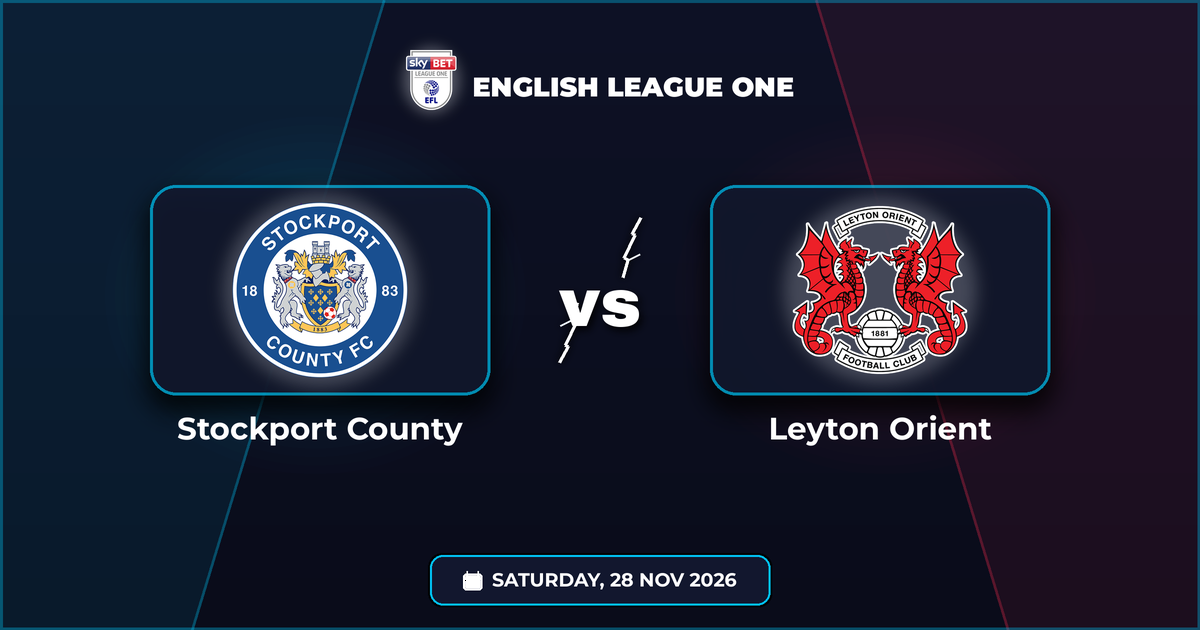 sky BET
LEAGUE ONE
EFL
ENGLISH LEAGUE ONE
STOCKPORT
18 83
1883
COUNTY FC
vs
LEYTON ORIENT
1881
FOOTBALL CLUB
Stockport County
Leyton Orient
SATURDAY, 28 NOV 2026